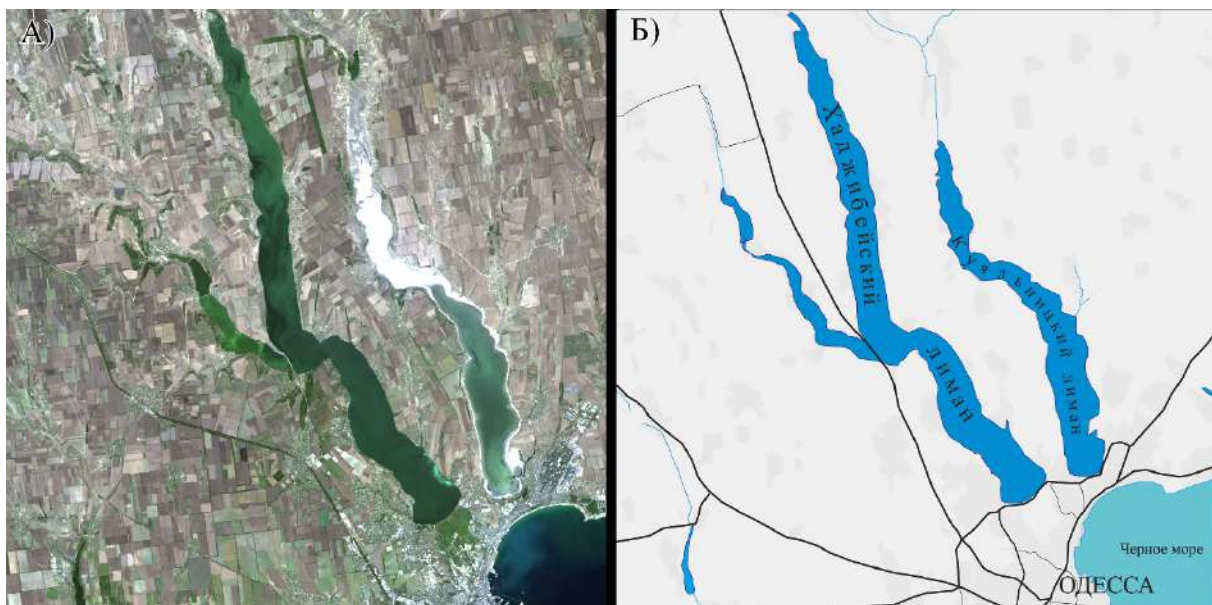 А)
Б)
Хаджибейский
лиман
Куяльницкий лиман
Черное море
ОДЕССА